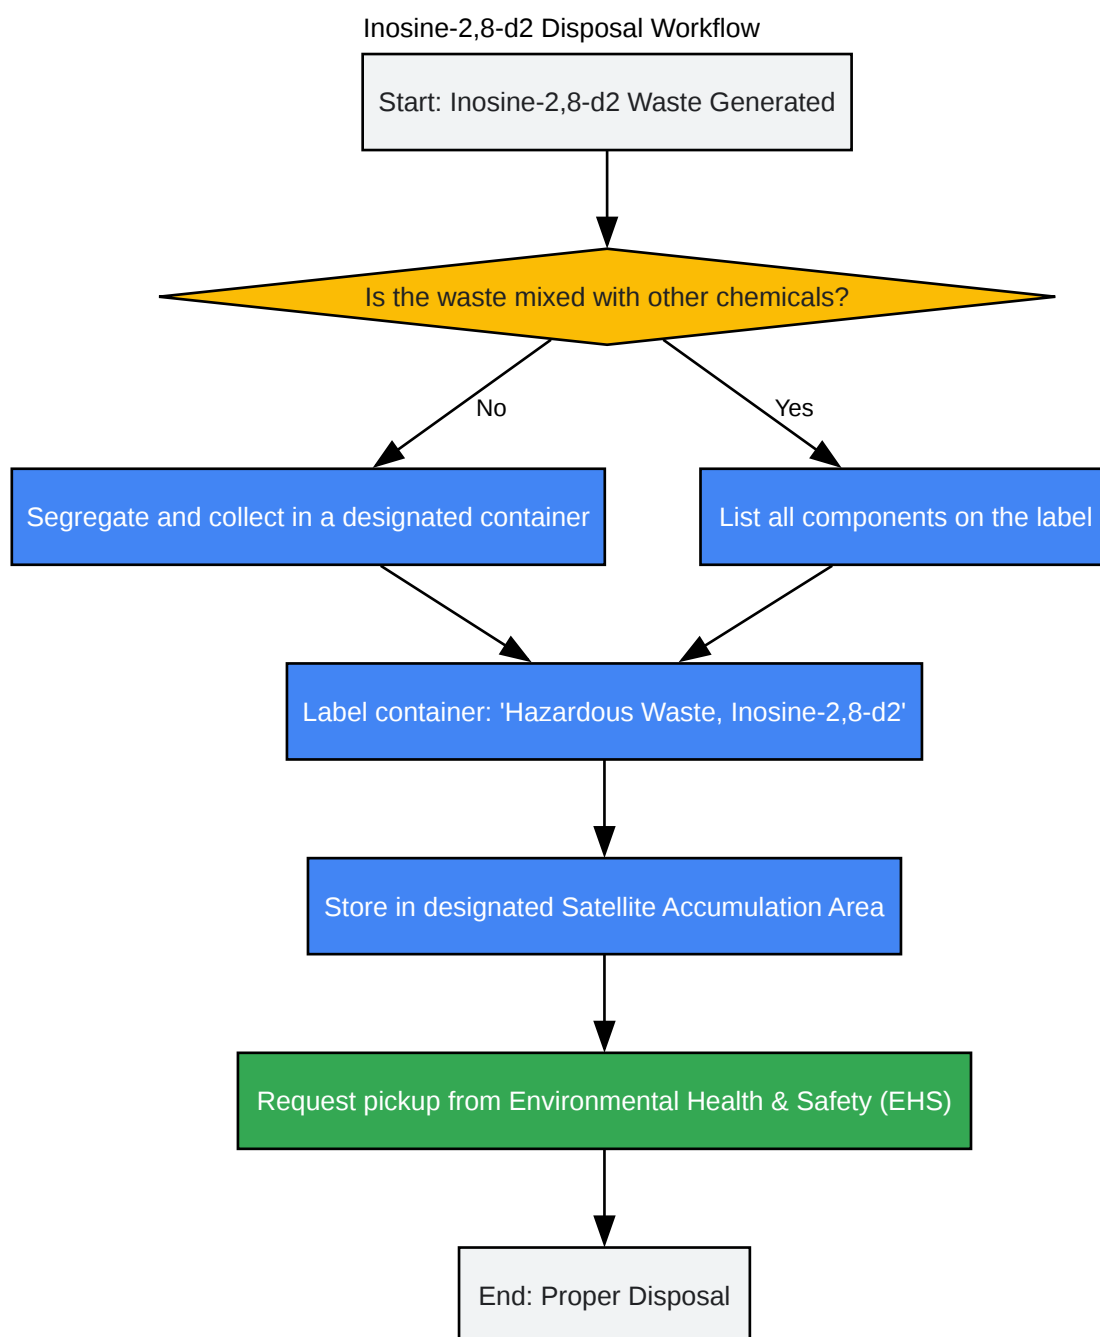 Inosine-2,8-d2 Disposal Workflow
Start: Inosine-2,8-d2 Waste Generated
Is the waste mixed with other chemicals?
No
Yes
Segregate and collect in a designated container
List all components on the label
Label container: 'Hazardous Waste, Inosine-2,8-d2'
Store in designated Satellite Accumulation Area
Request pickup from Environmental Health & Safety (EHS)
End: Proper Disposal